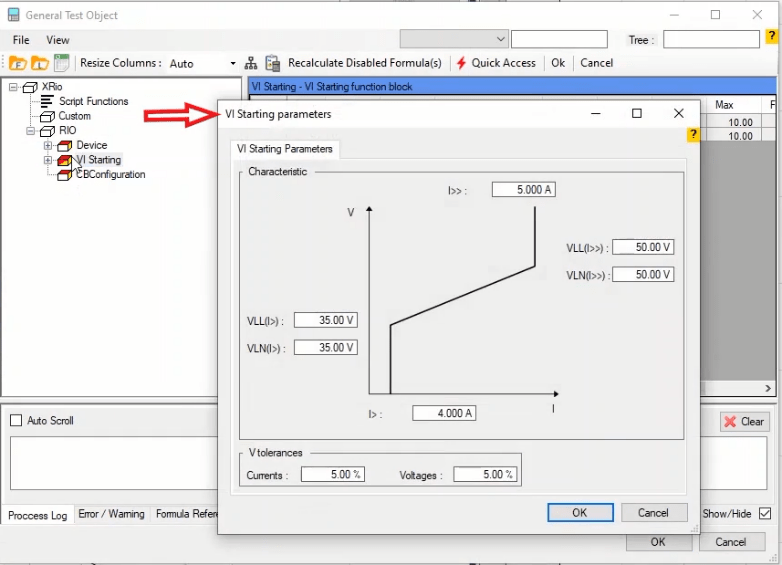 General Test Object
File View Tree : ?
Resize Columns : Auto Recalculate Disabled Formula(s) Quick Access Ok Cancel
XRio
Script Functions
Custom
RIO
Device
VI Starting
CBConfiguration
VI Starting - VI Starting function block
Max F
10.00
10.00
VI Starting parameters
?
VI Starting Parameters
Characteristic
I>> : 5.000 A
V
VLL(I>>) : 50.00 V
VLN(I>>) : 50.00 V
VLL(I>) : 35.00 V
VLN(I>) : 35.00 V
I
I> : 4.000 A
V tolerances
Currents : 5.00 % Voltages : 5.00 %
OK Cancel
Auto Scroll
Clear
Proccess Log Error / Warning Formula Refere
Show/Hide
OK Cancel